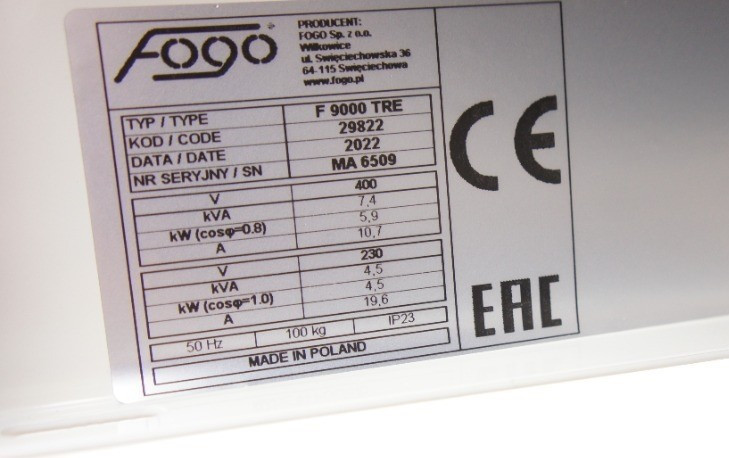 FOGO
PRODUCENT:
FOGO Sp. z o.o.
Wilkowice
ul. Święciechowska 36
64-115 Święciechowa
www.fogo.pl
TYP / TYPE F 9000 TRE
KOD / CODE 29822
DATA / DATE 2022
NR SERYJNY / SN MA 6509
V 400
kVA 7,4
kW (cosφ=0.8) 5,9
A 10,7
V 230
kVA 4,5
kW (cosφ=1.0) 4,5
A 19,6
50 Hz 100 kg IP23
MADE IN POLAND
CE
EAC